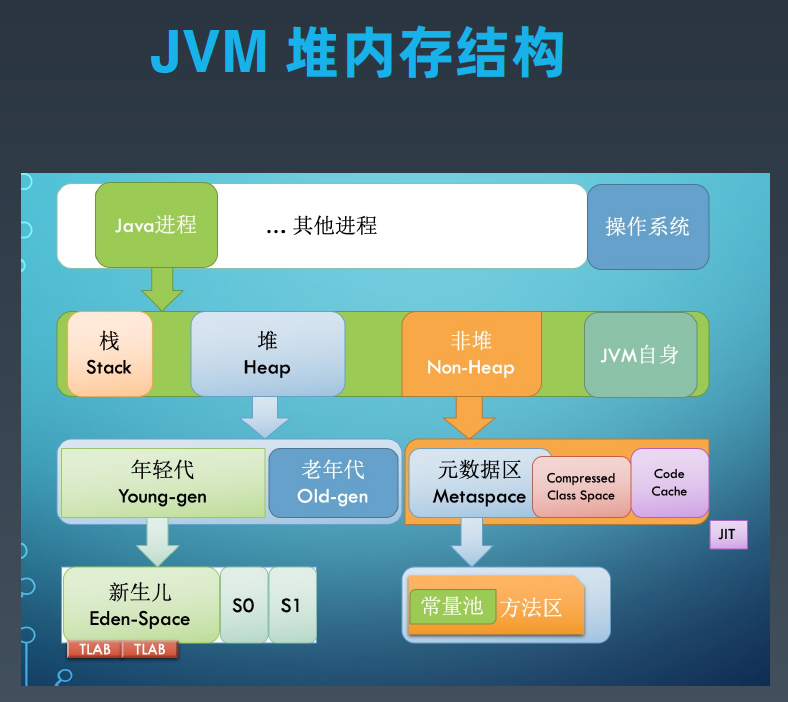 JVM 堆内存结构
Java进程
... 其他进程
操作系统
栈
Stack
堆
Heap
非堆
Non-Heap
JVM自身
年轻代
Young-gen
老年代
Old-gen
元数据区
Metaspace
Compressed
Class Space
Code
Cache
JIT
新生儿
Eden-Space
S0
S1
常量池
方法区
TLAB
TLAB